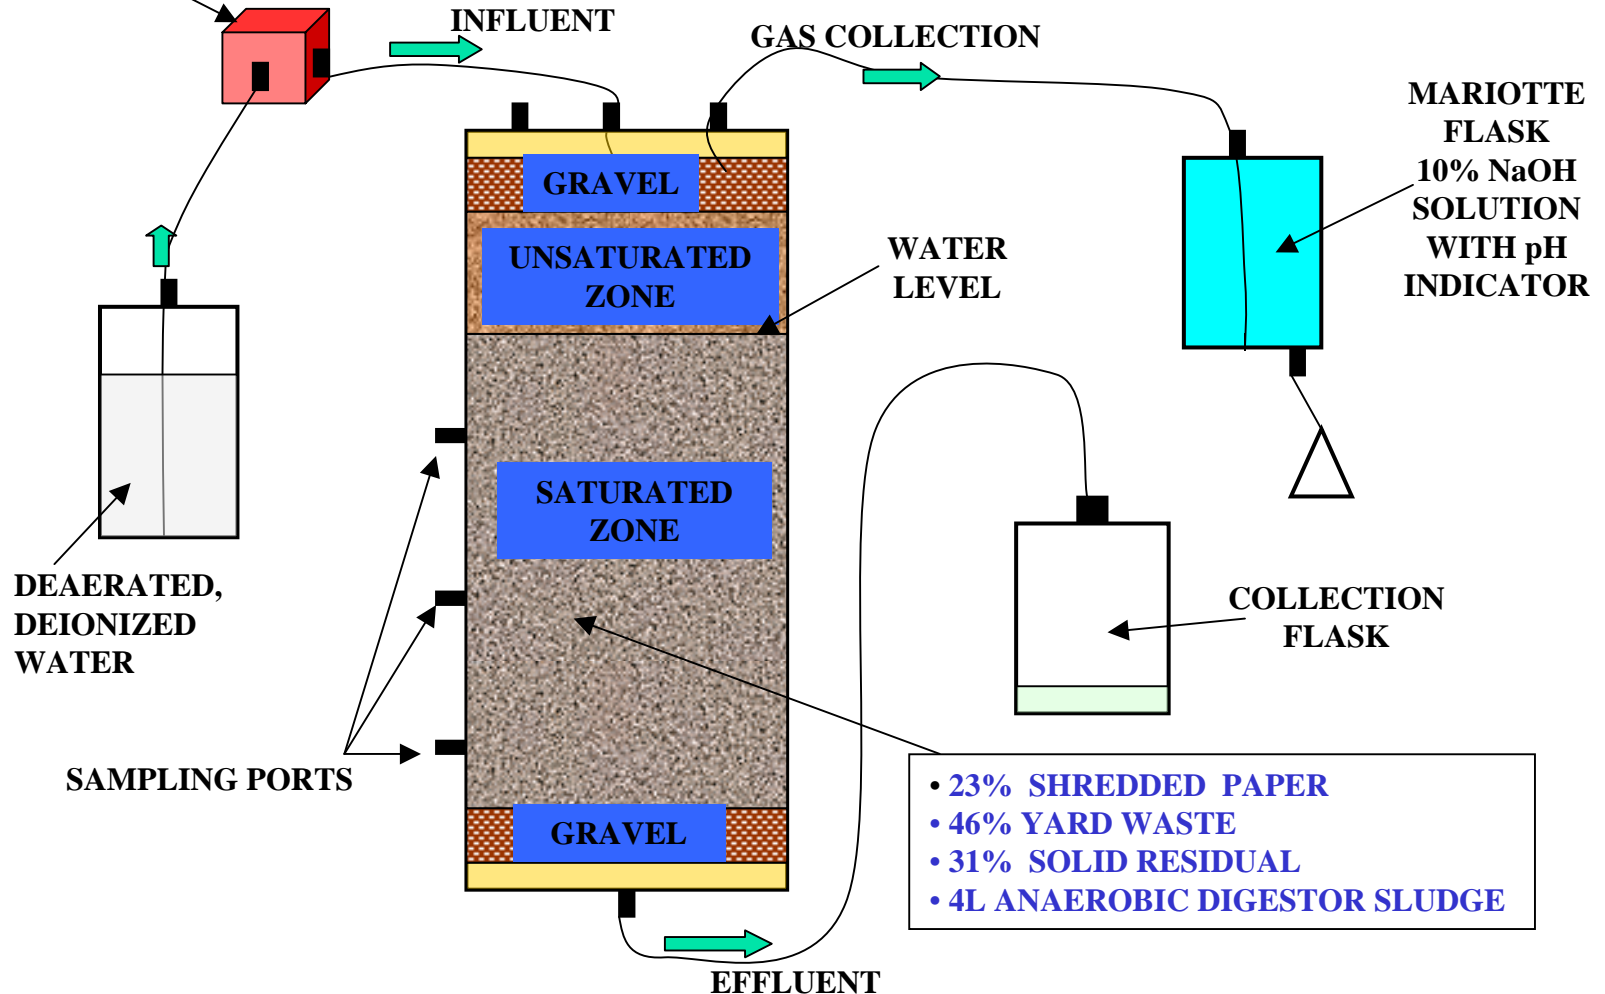 INFLUENT
GAS COLLECTION
MARIOTTE
FLASK
10% NaOH
SOLUTION
WITH pH
INDICATOR
GRAVEL
UNSATURATED
ZONE
WATER
LEVEL
SATURATED
ZONE
DEAERATED,
DEIONIZED
WATER
COLLECTION
FLASK
SAMPLING PORTS
GRAVEL
• 23%  SHREDDED  PAPER
• 46% YARD WASTE
• 31%  SOLID RESIDUAL
• 4L ANAEROBIC DIGESTOR SLUDGE
EFFLUENT